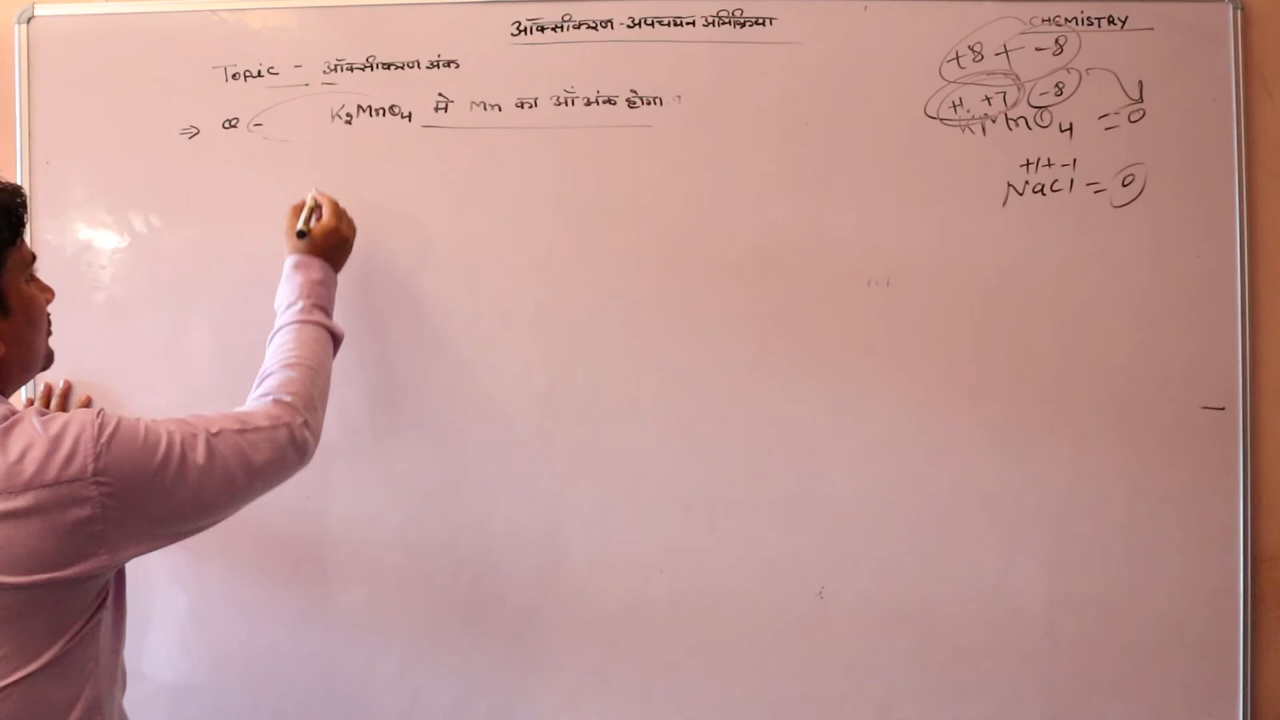 ऑक्सीकरण-अपचयन अभिक्रिया
CHEMISTRY
Topic - ऑक्सीकरण अंक
⇒ Q - K₂MnO₄ मे Mn का ऑ॰ अंक होगा ?
+8 + -8
+1. +7 -8
KMnO₄ = 0
+1+-1
NaCl = 0